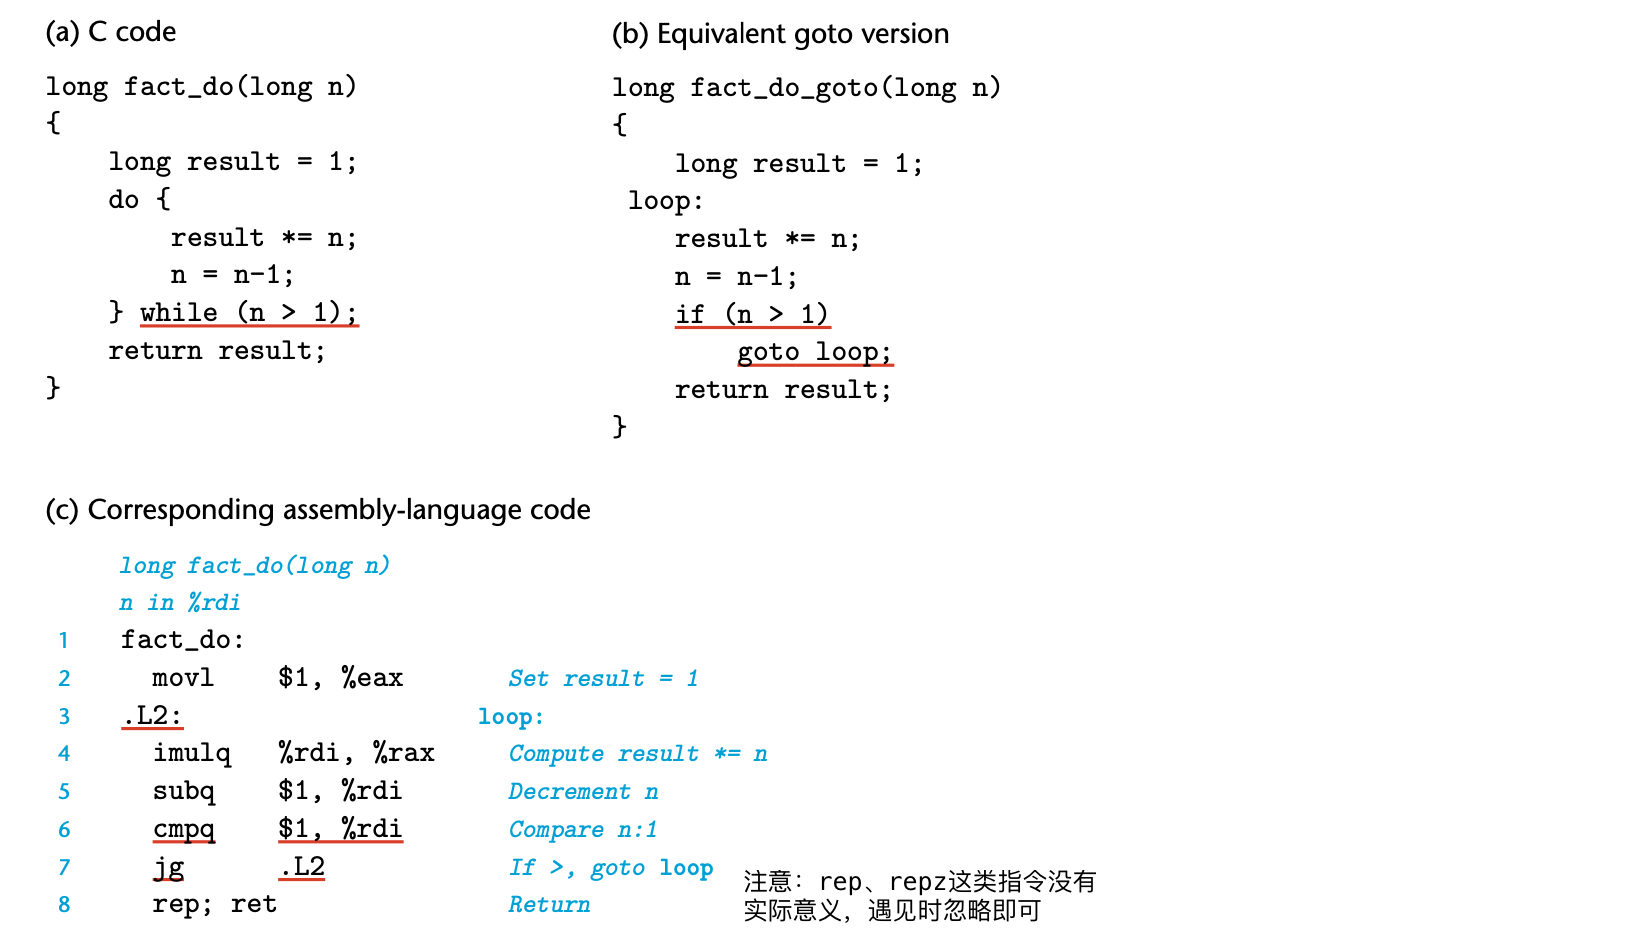 (a) C code
long fact_do(long n)
{
    long result = 1;
    do {
        result *= n;
        n = n-1;
    } while (n > 1);
    return result;
}
(b) Equivalent goto version
long fact_do_goto(long n)
{
    long result = 1;
 loop:
    result *= n;
    n = n-1;
    if (n > 1)
        goto loop;
    return result;
}
(c) Corresponding assembly-language code
long fact_do(long n)
n in %rdi
1 fact_do:
2 movl $1, %eax Set result = 1
3 .L2: loop:
4 imulq %rdi, %rax Compute result *= n
5 subq $1, %rdi Decrement n
6 cmpq $1, %rdi Compare n:1
7 jg .L2 If >, goto loop
8 rep; ret Return
注意：rep、repz这类指令没有
实际意义，遇见时忽略即可